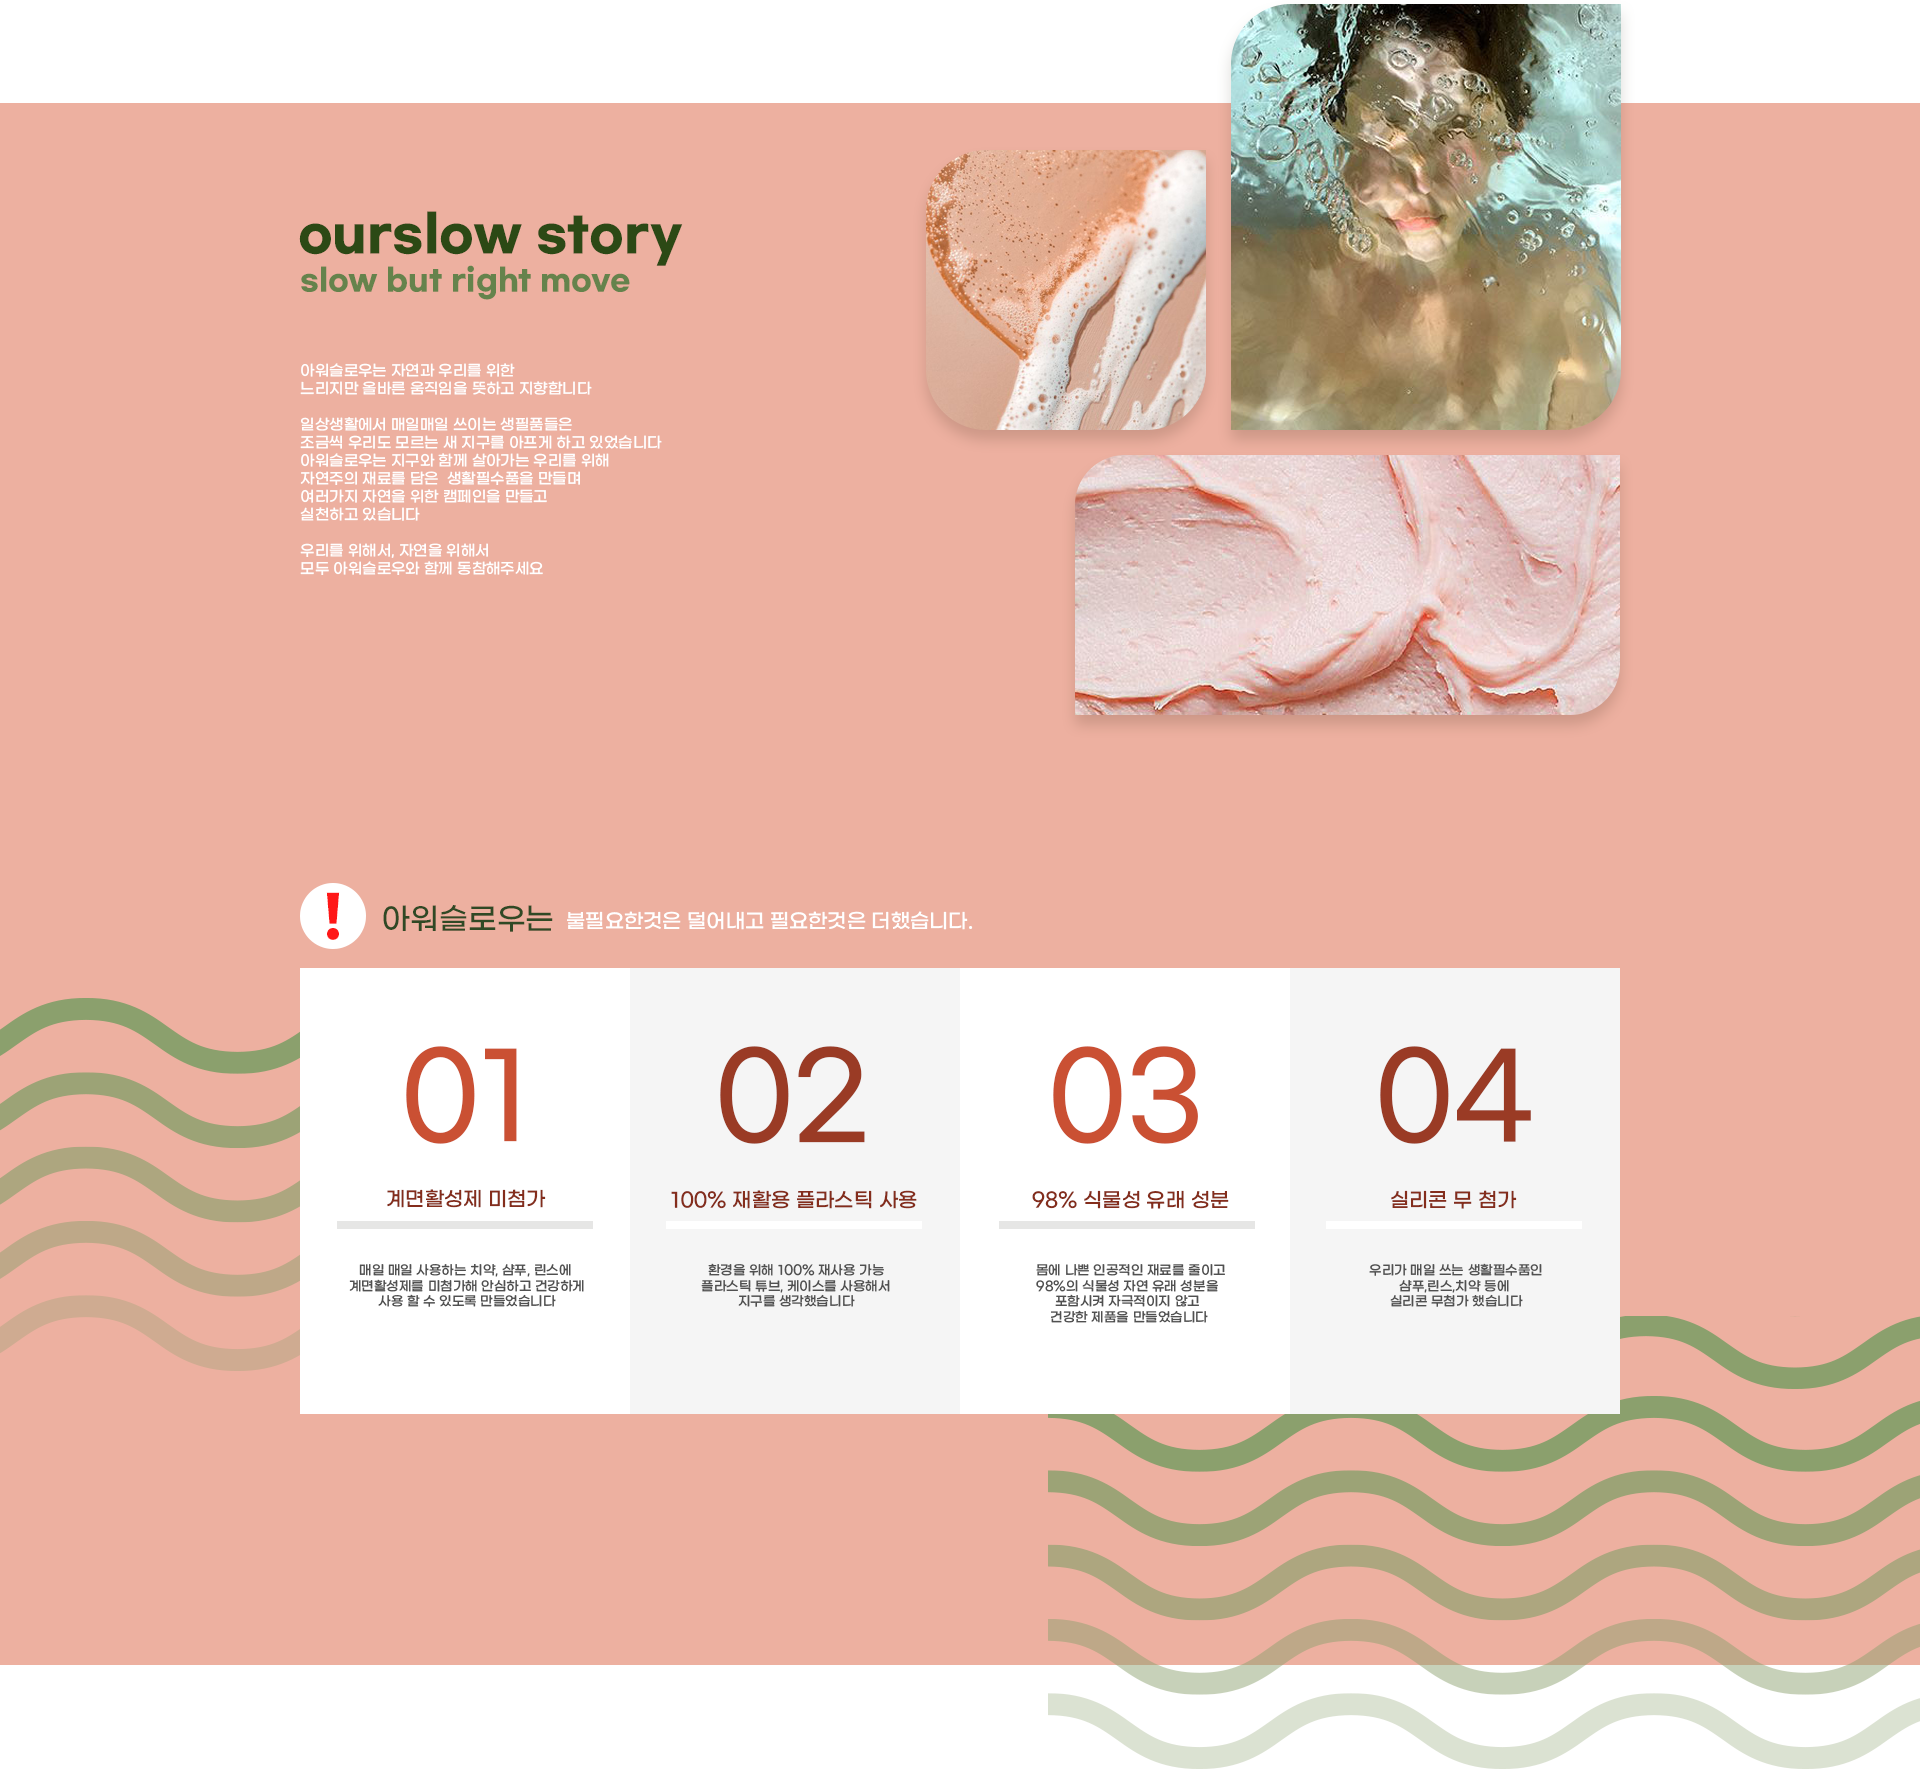 ourslow story
slow but right move
아워슬로우는 자연과 우리를 위한
느리지만 올바른 움직임을 뜻하고 지향합니다
일상생활에서 매일매일 쓰이는 생필품들은
조금씩 우리도 모르는 새 지구를 아프게 하고 있었습니다
아워슬로우는 지구와 함께 살아가는 우리를 위해
자연주의 재료를 담은 생활필수품을 만들며
여러가지 자연을 위한 캠페인을 만들고
실천하고 있습니다
우리를 위해서, 자연을 위해서
모두 아워슬로우와 함께 동참해주세요
! 아워슬로우는 불필요한것은 덜어내고 필요한것은 더했습니다.
01
계면활성제 미첨가
매일 매일 사용하는 치약, 샴푸, 린스에
계면활성제를 미첨가해 안심하고 건강하게
사용 할 수 있도록 만들었습니다
02
100% 재활용 플라스틱 사용
환경을 위해 100% 재사용 가능
플라스틱 튜브, 케이스를 사용해서
지구를 생각했습니다
03
98% 식물성 유래 성분
몸에 나쁜 인공적인 재료를 줄이고
98%의 식물성 자연 유래 성분을
포함시켜 자극적이지 않고
건강한 제품을 만들었습니다
04
실리콘 무 첨가
우리가 매일 쓰는 생활필수품인
샴푸,린스,치약 등에
실리콘 무첨가 했습니다